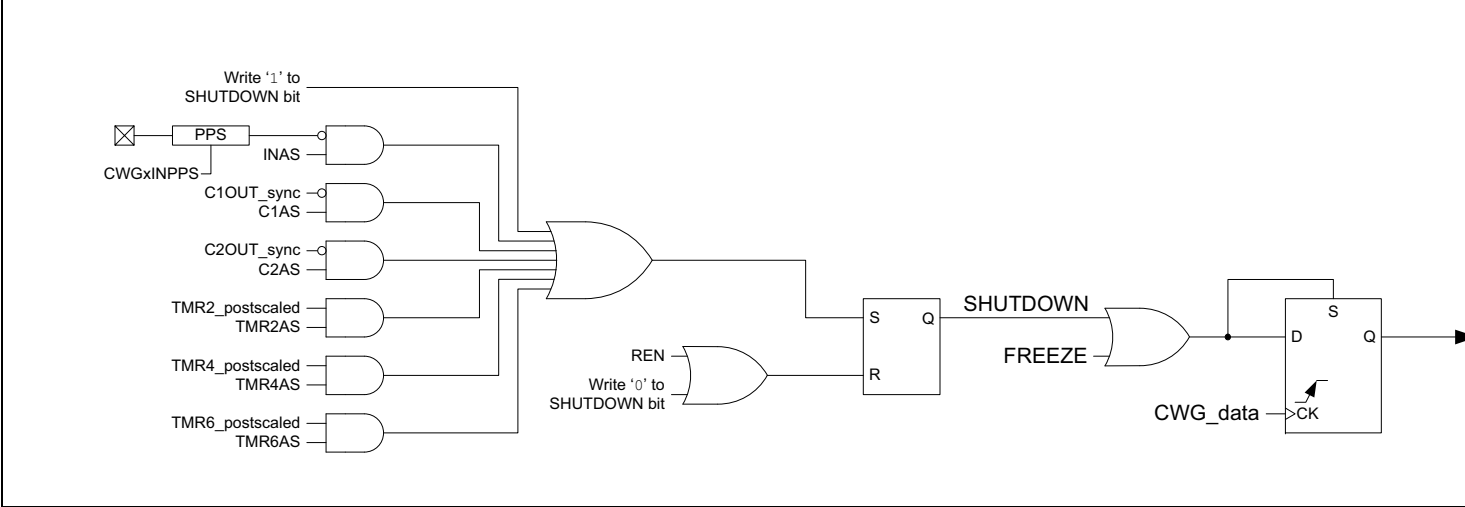 Write ‘1’ to
SHUTDOWN bit
PPS
INAS
CWGxINPPS
C1OUT_sync
C1AS
C2OUT_sync
C2AS
TMR2_postscaled
TMR2AS
TMR4_postscaled
TMR4AS
TMR6_postscaled
TMR6AS
REN
Write ‘0’ to
SHUTDOWN bit
S
Q
R
SHUTDOWN
FREEZE
S
D
Q
CWG_data
CK